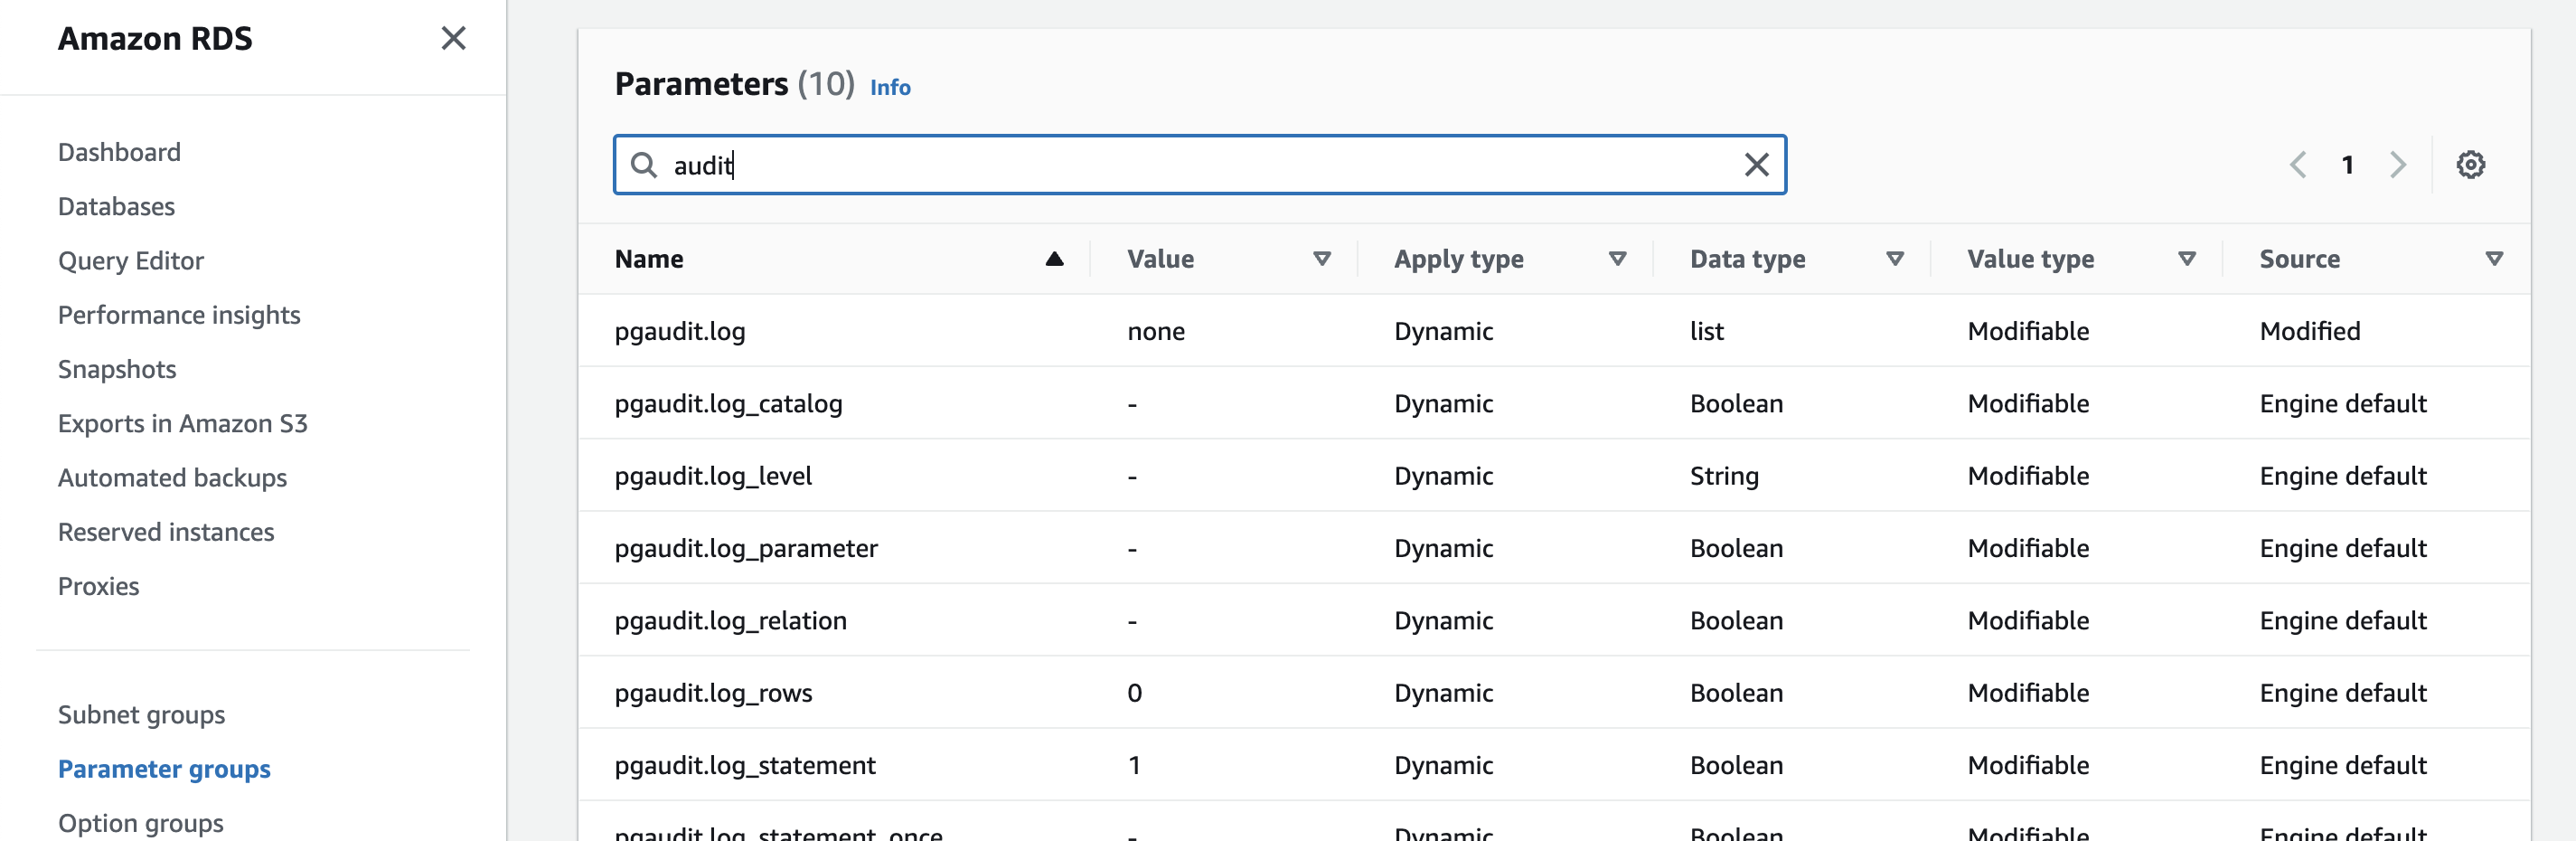 Amazon RDS
Dashboard
Databases
Query Editor
Performance insights
Snapshots
Exports in Amazon S3
Automated backups
Reserved instances
Proxies
Subnet groups
Parameter groups
Option groups
Parameters (10) Info
audit
1
Name Value Apply type Data type Value type Source
pgaudit.log none Dynamic list Modifiable Modified
pgaudit.log_catalog - Dynamic Boolean Modifiable Engine default
pgaudit.log_level - Dynamic String Modifiable Engine default
pgaudit.log_parameter - Dynamic Boolean Modifiable Engine default
pgaudit.log_relation - Dynamic Boolean Modifiable Engine default
pgaudit.log_rows 0 Dynamic Boolean Modifiable Engine default
pgaudit.log_statement 1 Dynamic Boolean Modifiable Engine default
pgaudit.log_statement_once - Dynamic Boolean Modifiable Engine default